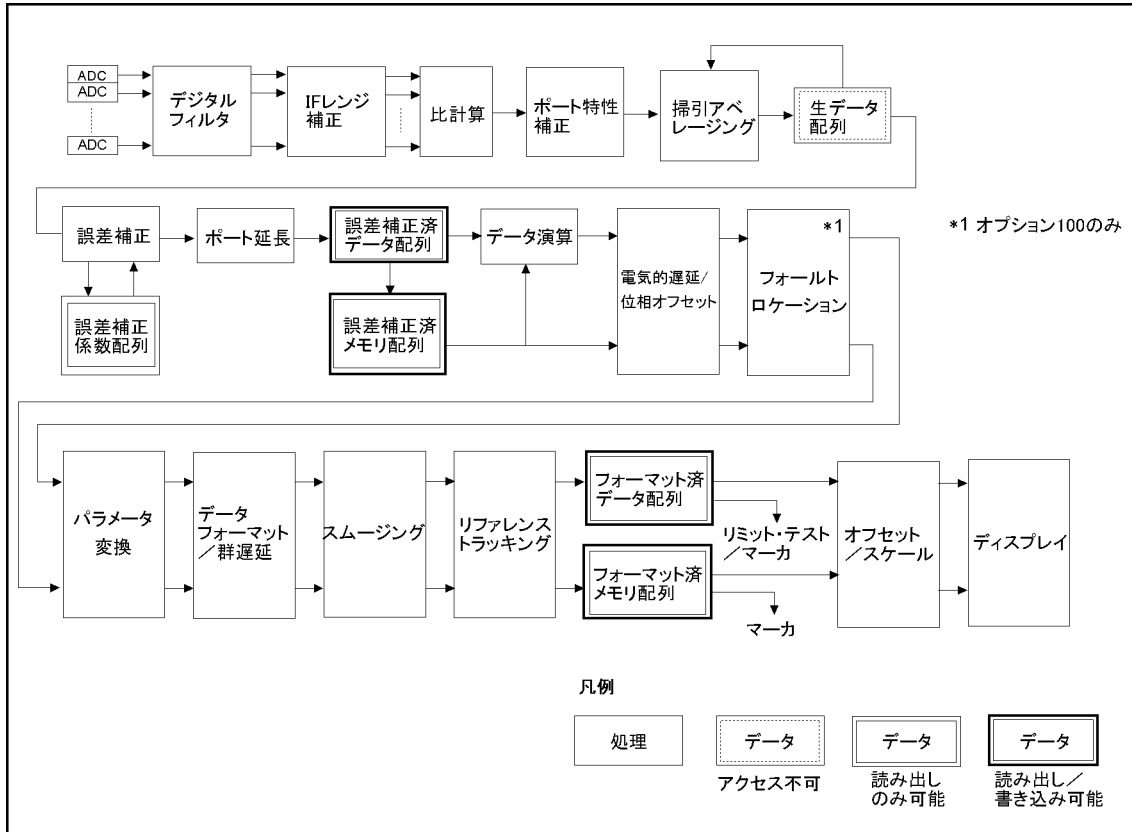 ADC
ADC
ADC
デジタル
フィルタ
IFレンジ
補正
比計算
ポート特性
補正
掃引アベ
レージング
生データ
配列
誤差補正
ポート延長
誤差補正済
データ配列
データ演算
電気的遅延/
位相オフセット
*1
フォールト
ロケーション
*1 オプション100のみ
誤差補正
係数配列
誤差補正済
メモリ配列
パラメータ
変換
データ
フォーマット
/群遅延
スムージング
リファレンス
トラッキング
フォーマット済
データ配列
リミット・テスト
/マーカ
フォーマット済
メモリ配列
マーカ
オフセット
/スケール
ディスプレイ
凡例
処理
データ
アクセス不可
データ
読み出し
のみ可能
データ
読み出し/
書き込み可能